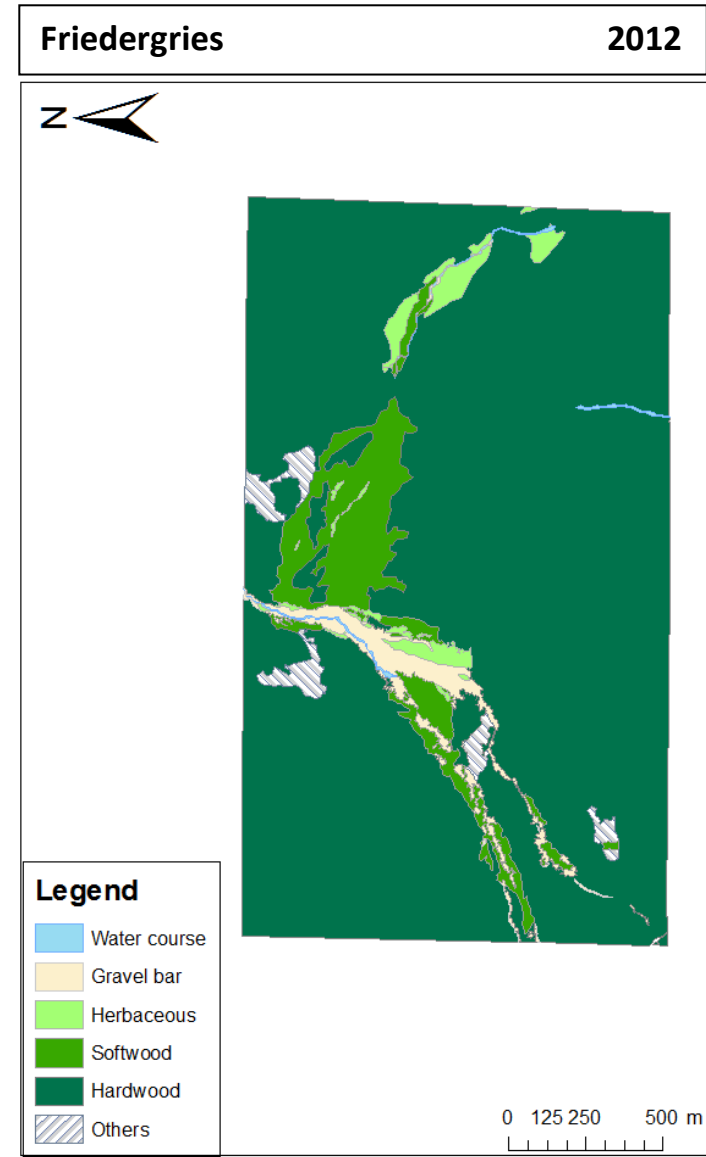 Friedergries 2012
N
Legend
Water course
Gravel bar
Herbaceous
Softwood
Hardwood
Others
0 125 250 500 m